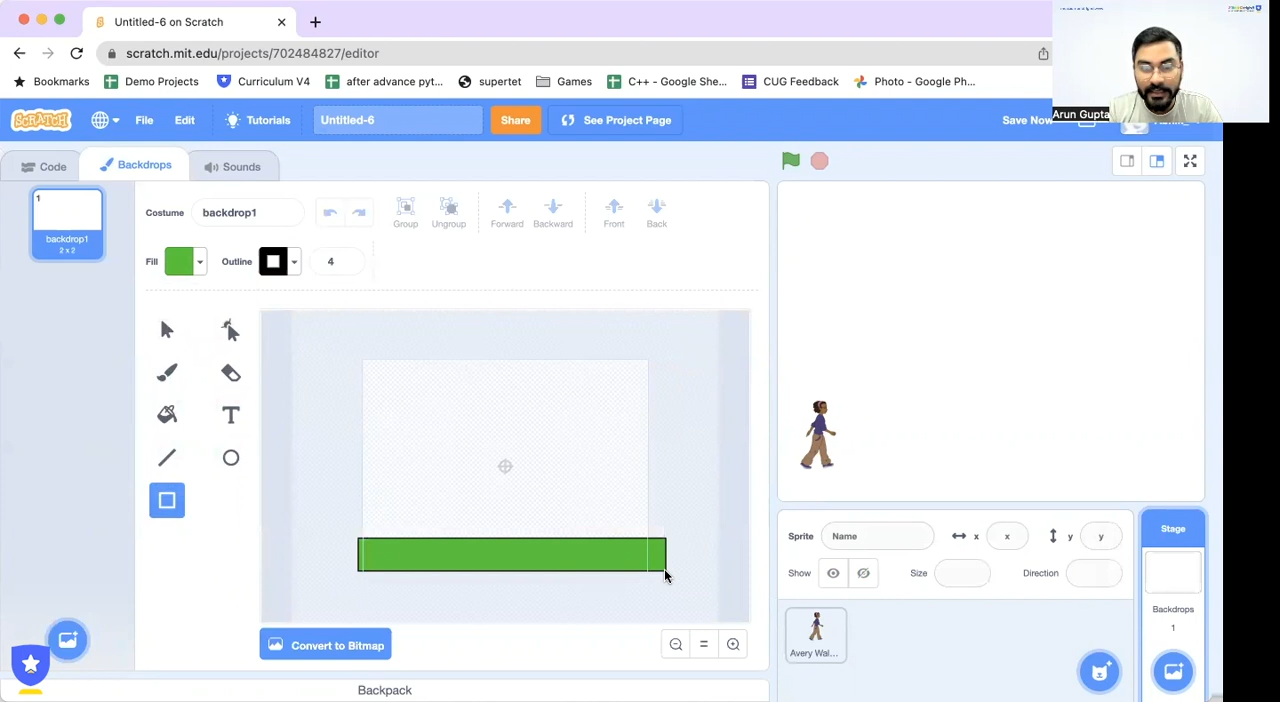 Untitled-6 on Scratch
scratch.mit.edu/projects/702484827/editor
Bookmarks Demo Projects Curriculum V4 after advance pyt... supertet Games C++ - Google She... CUG Feedback Photo - Google Ph...
Arun Gupta
SCRATCH File Edit Tutorials Untitled-6 Share See Project Page Save Now
Code Backdrops Sounds
1
backdrop1
2 x 2
Costume backdrop1
Group Ungroup Forward Backward Front Back
Fill Outline 4
T
Convert to Bitmap
Backpack
Sprite Name x x y y
Show Size Direction
Avery Wal...
Stage
Backdrops
1